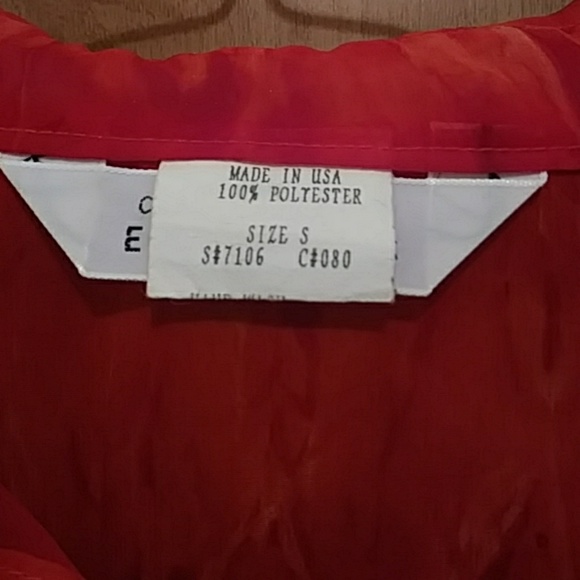 MADE IN USA
100% POLYESTER
SIZE S
S#7106 C#080